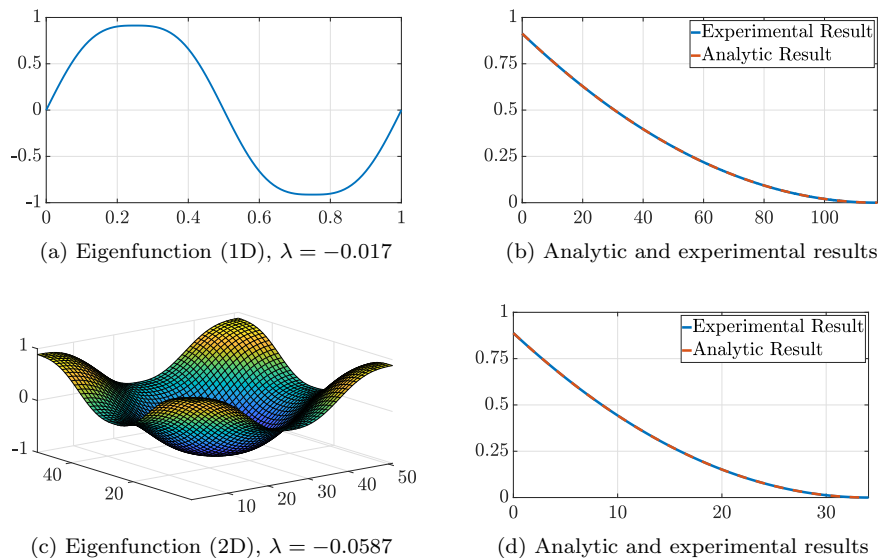 1
0.5
0
-0.5
-1
0 0.2 0.4 0.6 0.8 1
(a) Eigenfunction (1D), λ = −0.017
1
0.75
0.5
0.25
0
0 20 40 60 80 100
Experimental Result
Analytic Result
(b) Analytic and experimental results
1
0
-1
40
20
10
20
30
40
50
(c) Eigenfunction (2D), λ = −0.0587
1
0.75
0.5
0.25
0
0 10 20 30
Experimental Result
Analytic Result
(d) Analytic and experimental results